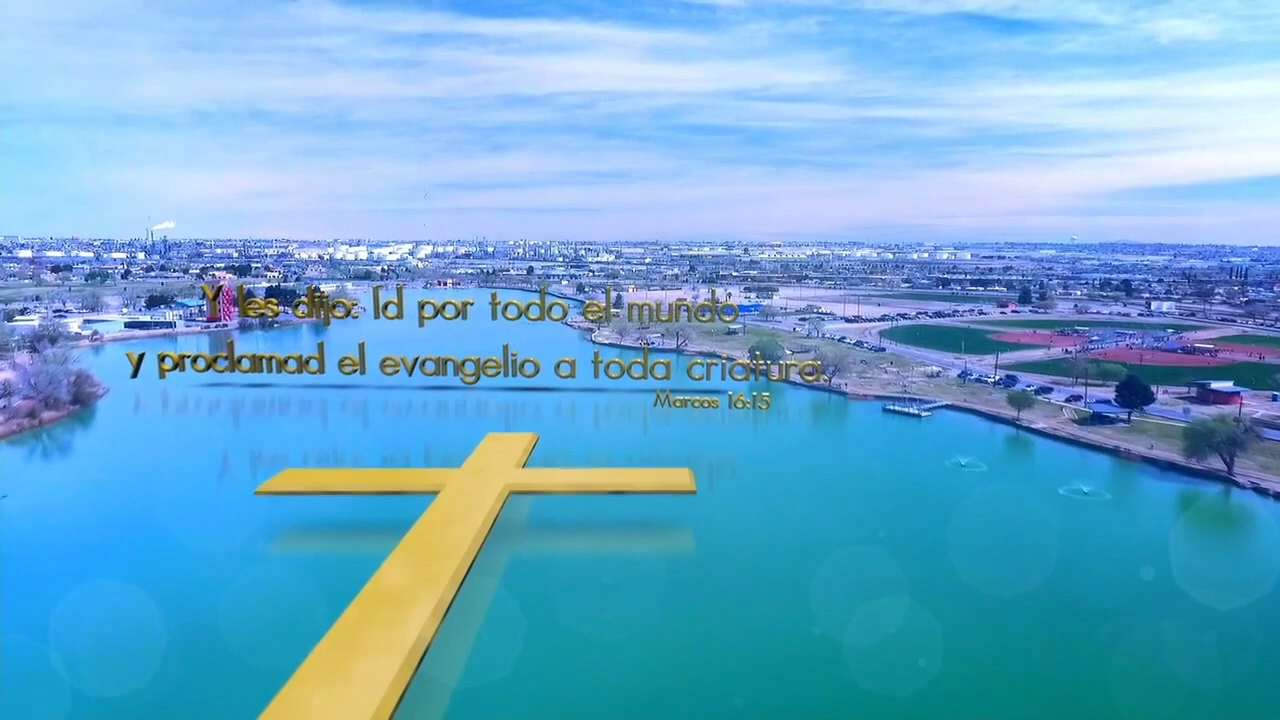 Y les dijo: Id por todo el mundo
y proclamad el evangelio a toda criatura.
Marcos 16:15